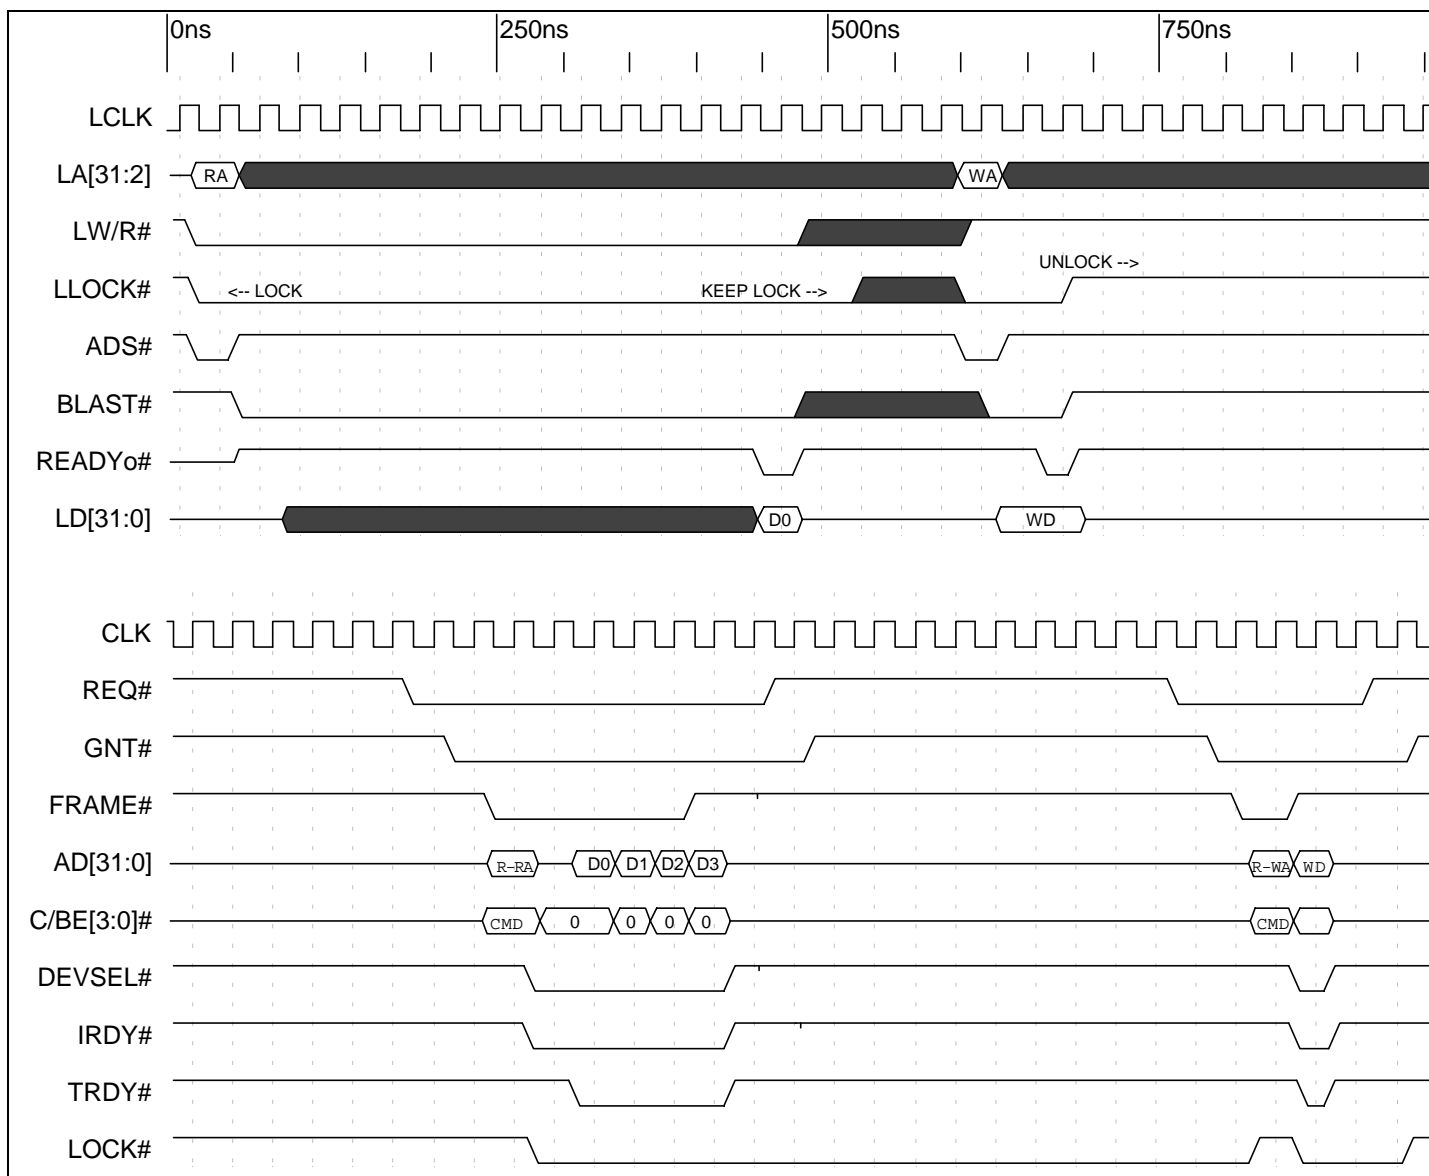 0ns 250ns 500ns 750ns
LCLK
LA[31:2] RA WA
LW/R#
UNLOCK -->
LLOCK# <-- LOCK KEEP LOCK -->
ADS#
BLAST#
READYo#
LD[31:0] D0 WD
CLK
REQ#
GNT#
FRAME#
AD[31:0] R-RA D0 D1 D2 D3 R-WA WD
C/BE[3:0]# CMD 0 0 0 0 CMD
DEVSEL#
IRDY#
TRDY#
LOCK#